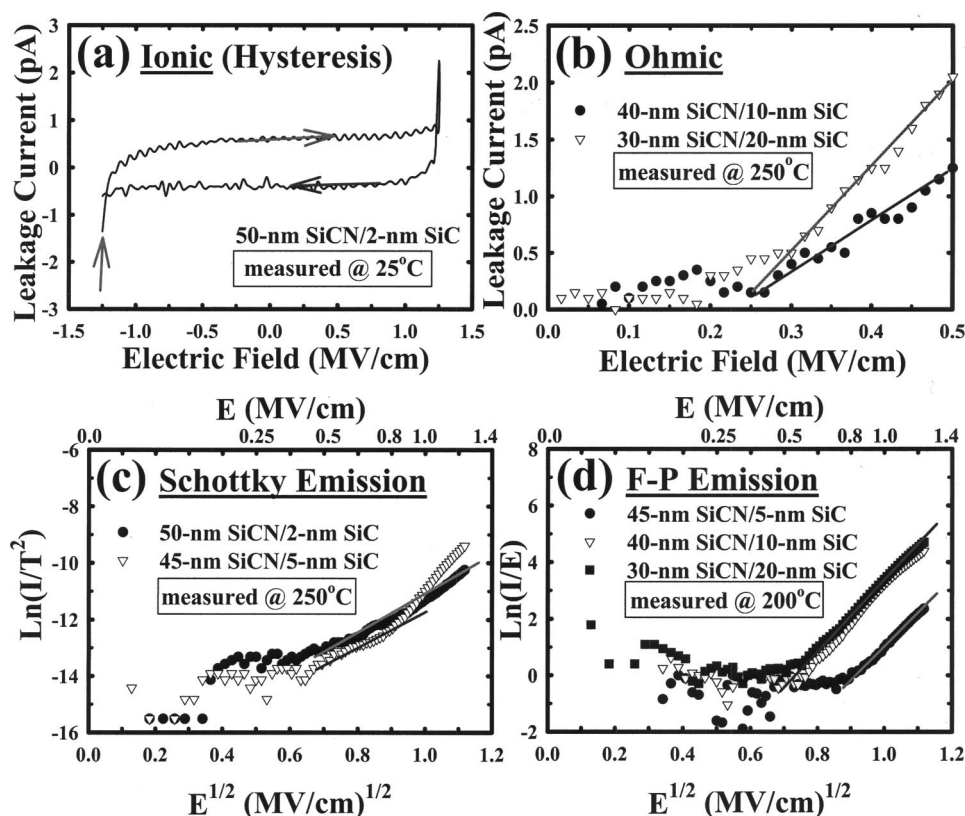 (a) Ionic (Hysteresis)
Leakage Current (pA)
3
2
1
0
-1
-2
-3
50-nm SiCN/2-nm SiC
measured @ 25°C
-1.5 -1.0 -0.5 0.0 0.5 1.0 1.5
Electric Field (MV/cm)
(b) Ohmic
Leakage Current (pA)
2.5
2.0
1.5
1.0
0.5
0.0
40-nm SiCN/10-nm SiC
30-nm SiCN/20-nm SiC
measured @ 250°C
0.0 0.1 0.2 0.3 0.4 0.5
Electric Field (MV/cm)
E (MV/cm)
0.0 0.25 0.5 0.8 1.0 1.4
(c) Schottky Emission
Ln(I/T²)
-6
-8
-10
-12
-14
-16
50-nm SiCN/2-nm SiC
45-nm SiCN/5-nm SiC
measured @ 250°C
0.0 0.2 0.4 0.6 0.8 1.0 1.2
E^1/2 (MV/cm)^1/2
E (MV/cm)
0.0 0.25 0.5 0.8 1.0 1.4
(d) F-P Emission
Ln(I/E)
8
6
4
2
0
-2
45-nm SiCN/5-nm SiC
40-nm SiCN/10-nm SiC
30-nm SiCN/20-nm SiC
measured @ 200°C
0.0 0.2 0.4 0.6 0.8 1.0 1.2
E^1/2 (MV/cm)^1/2